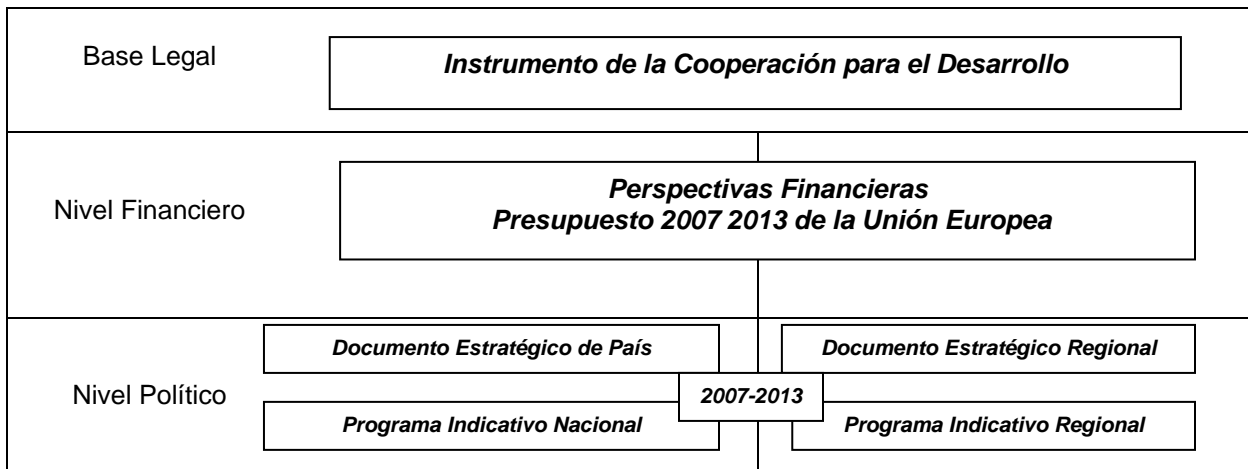 Base Legal
Instrumento de la Cooperación para el Desarrollo
Nivel Financiero
Perspectivas Financieras
Presupuesto 2007 2013 de la Unión Europea
Nivel Político
Documento Estratégico de País
Documento Estratégico Regional
2007-2013
Programa Indicativo Nacional
Programa Indicativo Regional